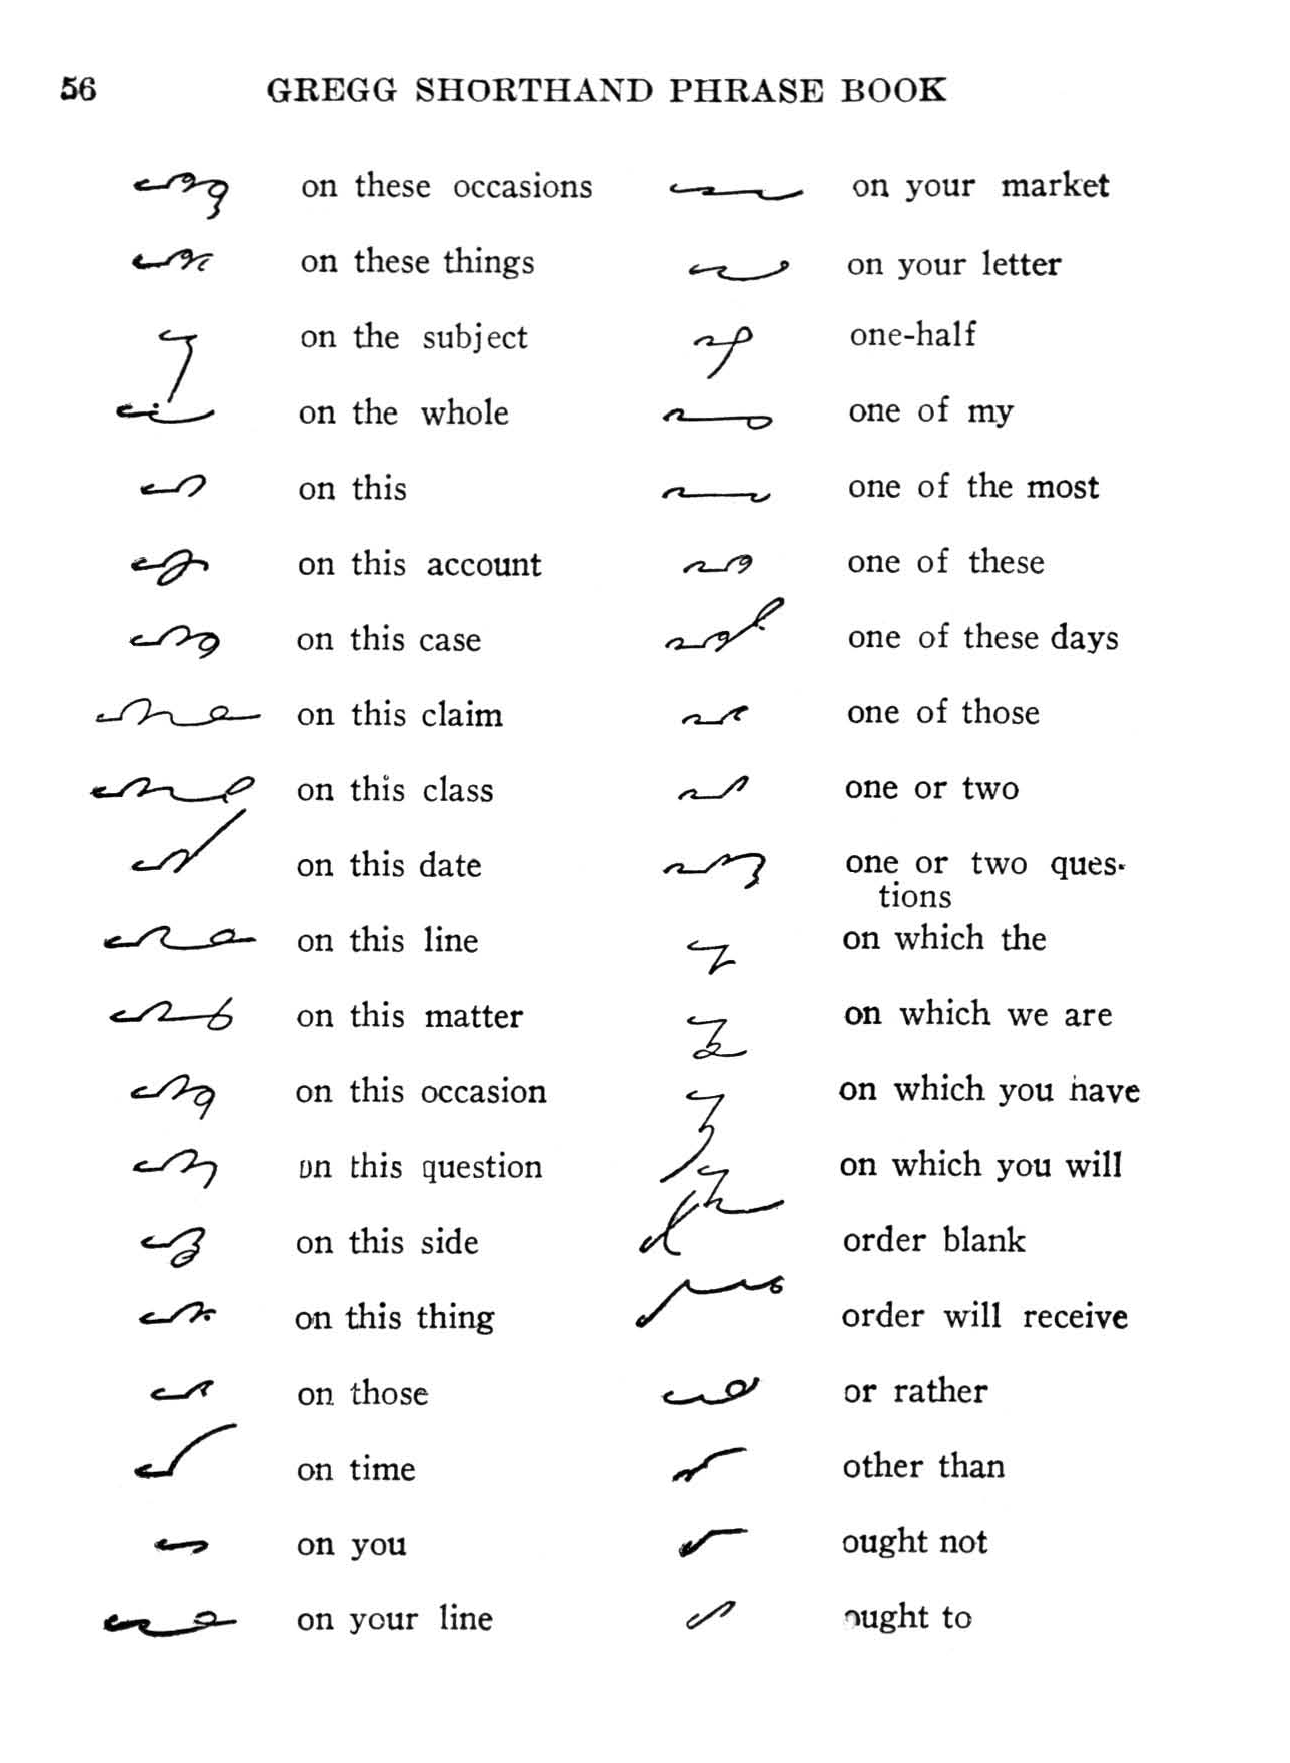 56 GREGG SHORTHAND PHRASE BOOK
on these occasions
on these things
on the subject
on the whole
on this
on this account
on this case
on this claim
on this class
on this date
on this line
on this matter
on this occasion
on this question
on this side
on this thing
on those
on time
on you
on your line
on your market
on your letter
one-half
one of my
one of the most
one of these
one of these days
one of those
one or two
one or two ques-
tions
on which the
on which we are
on which you have
on which you will
order blank
order will receive
or rather
other than
ought not
ought to